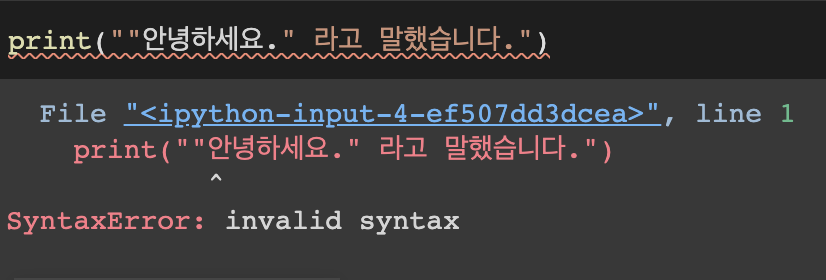 print(""안녕하세요." 라고 말했습니다.")
File "<ipython-input-4-ef507dd3dcea>", line 1
print(""안녕하세요." 라고 말했습니다.")
^
SyntaxError: invalid syntax